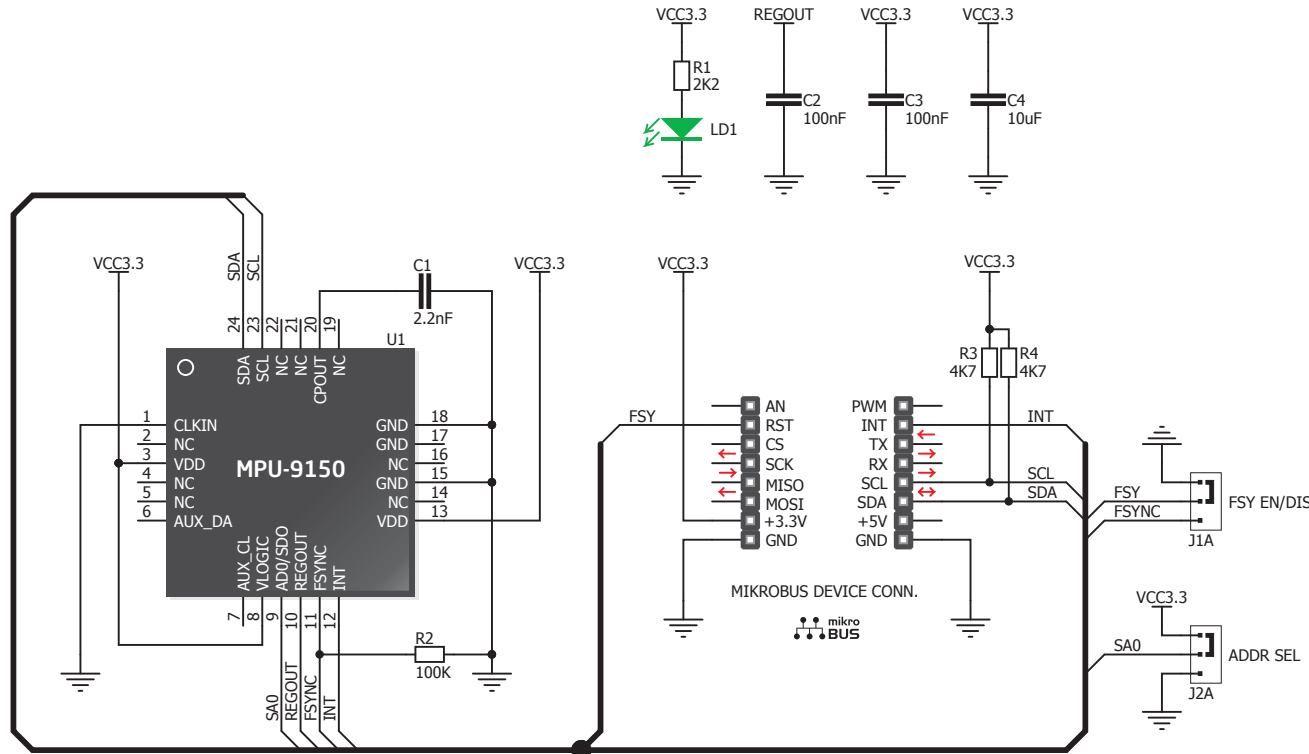 VCC3.3 REGOUT VCC3.3 VCC3.3
R1
2K2
C2
100nF
C3
100nF
C4
10uF
LD1
SDA
SCL
VCC3.3
C1
2.2nF
VCC3.3
24 23 22 21 20 19
U1
SDA SCL NC NC CPOUT NC
MPU-9150
1 CLKIN
2 NC
3 VDD
4 NC
5 NC
6 AUX_DA
GND 18
GND 17
NC 16
GND 15
NC 14
VDD 13
AUX_CL VLOGIC AD0/SDO REGOUT FSYNC INT
7 8 9 10 11 12
R2
100K
SA0
REGOUT
FSYNC
INT
VCC3.3
VCC3.3
R3
4K7
R4
4K7
FSY
AN
RST
CS
SCK
MISO
MOSI
+3.3V
GND
PWM
INT
TX
RX
SCL
SDA
+5V
GND
INT
SCL
SDA
MIKROBUS DEVICE CONN.
mikro
BUS
FSY
FSYNC
FSY EN/DIS
J1A
VCC3.3
SA0
ADDR SEL
J2A